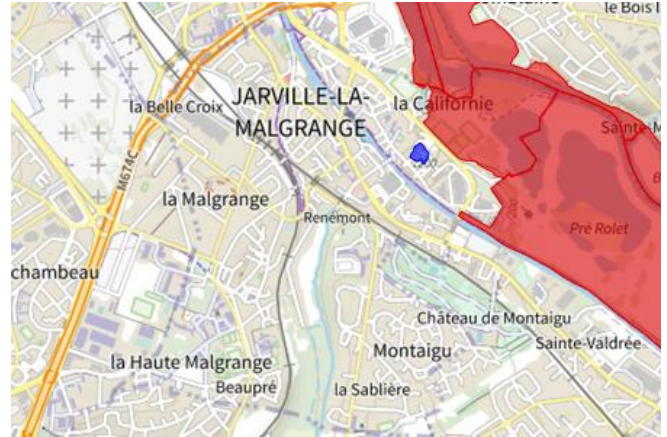 le Bois
la Belle Croix
JARVILLE-LA-
MALGRANGE
la Californie
M674C
Sainte-M
la Malgrange
Renémont
Pré Rolet
chambeau
Château de Montaigu
la Haute Malgrange
Montaigu
Sainte-Valdrée
Beaupré
la Sablière